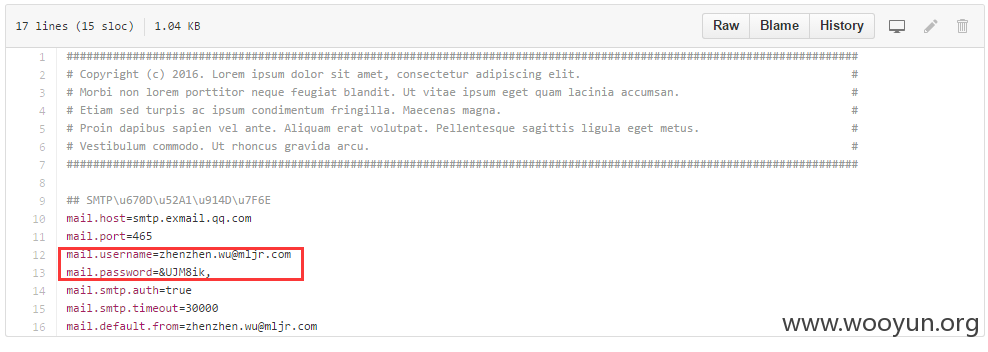 17 lines (15 sloc) 1.04 KB Raw Blame History
1 ########################################################################################################################
2 # Copyright (c) 2016. Lorem ipsum dolor sit amet, consectetur adipiscing elit. #
3 # Morbi non lorem porttitor neque feugiat blandit. Ut vitae ipsum eget quam lacinia accumsan. #
4 # Etiam sed turpis ac ipsum condimentum fringilla. Maecenas magna. #
5 # Proin dapibus sapien vel ante. Aliquam erat volutpat. Pellentesque sagittis ligula eget metus. #
6 # Vestibulum commodo. Ut rhoncus gravida arcu. #
7 ########################################################################################################################
8
9 ## SMTP\u670D\u52A1\u914D\u7F6E
10 mail.host=smtp.exmail.qq.com
11 mail.port=465
12 mail.username=zhenzhen.wu@mljr.com
13 mail.password=&UJM8ik,
14 mail.smtp.auth=true
15 mail.smtp.timeout=30000
16 mail.default.from=zhenzhen.wu@mljr.com
www.wooyun.org